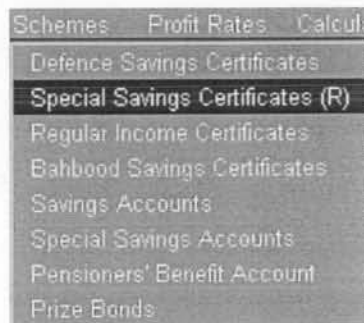 Schemes Profit Rates Calcul
Defence Savings Certificates
Special Savings Certificates (R)
Regular Income Certificates
Bahbood Savings Certificates
Savings Accounts
Special Savings Accounts
Pensioners' Benefit Account
Prize Bonds